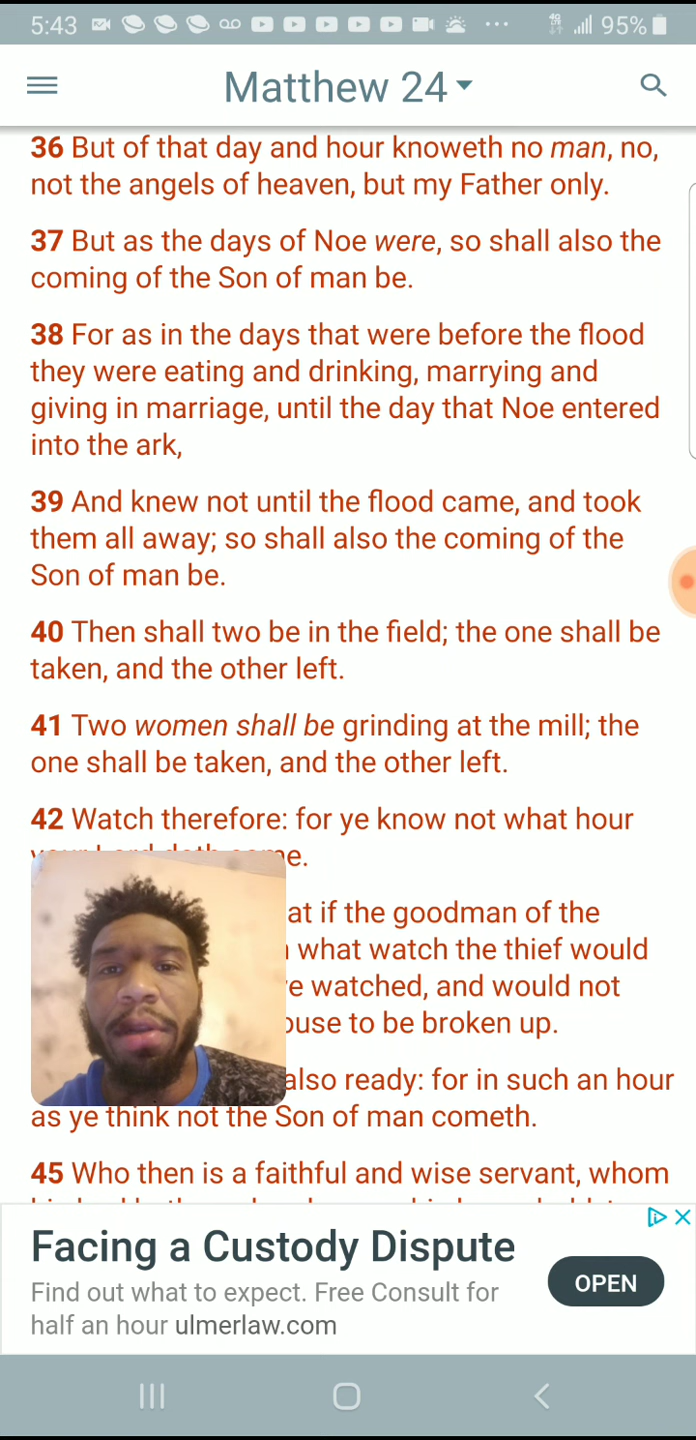 5:43
4G
LTE
95%
Matthew 24
36 But of that day and hour knoweth no man, no,
not the angels of heaven, but my Father only.
37 But as the days of Noe were, so shall also the
coming of the Son of man be.
38 For as in the days that were before the flood
they were eating and drinking, marrying and
giving in marriage, until the day that Noe entered
into the ark,
39 And knew not until the flood came, and took
them all away; so shall also the coming of the
Son of man be.
40 Then shall two be in the field; the one shall be
taken, and the other left.
41 Two women shall be grinding at the mill; the
one shall be taken, and the other left.
42 Watch therefore: for ye know not what hour
at if the goodman of the
what watch the thief would
watched, and would not
ouse to be broken up.
also ready: for in such an hour
as ye think not the Son of man cometh.
45 Who then is a faithful and wise servant, whom
Facing a Custody Dispute
Find out what to expect. Free Consult for
half an hour ulmerlaw.com
OPEN